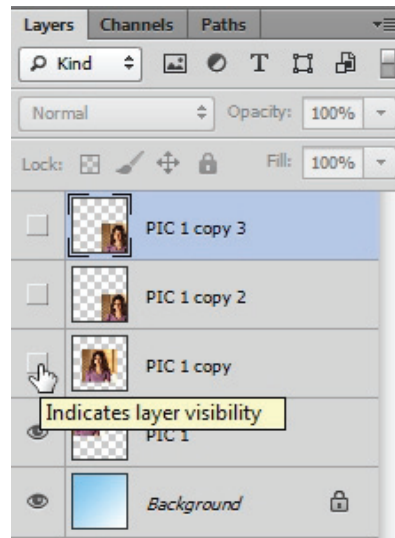 Layers Channels Paths
Kind T
Normal Opacity: 100%
Lock: Fill: 100%
PIC 1 copy 3
PIC 1 copy 2
PIC 1 copy
Indicates layer visibility
PIC 1
Background